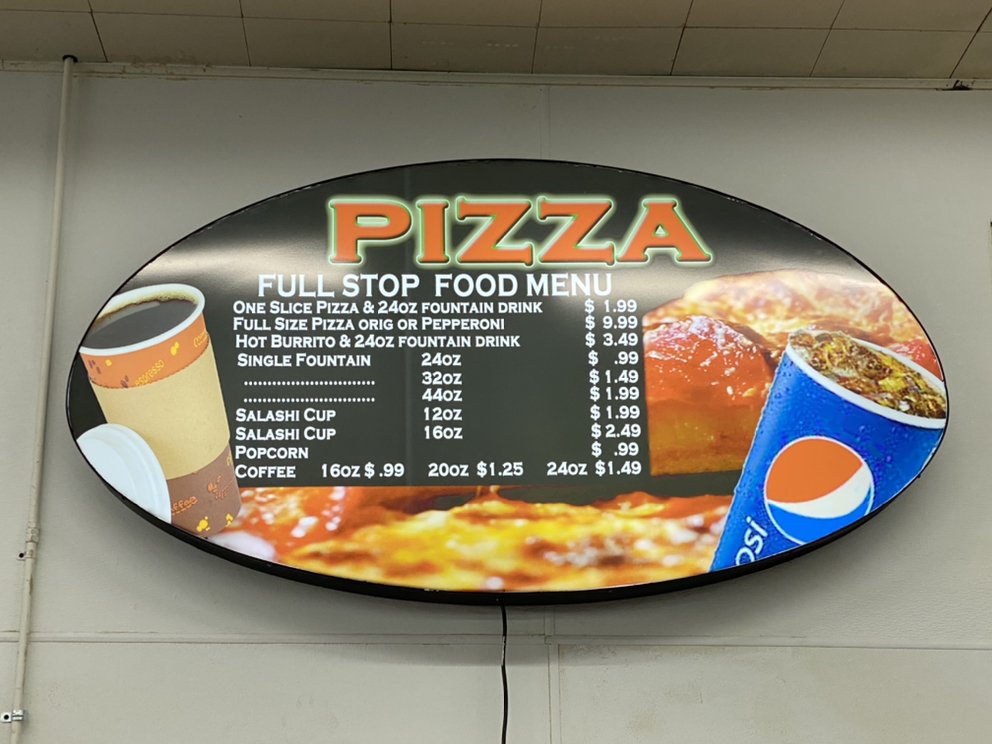 PIZZA
FULL STOP FOOD MENU
ONE SLICE PIZZA & 24OZ FOUNTAIN DRINK $ 1.99
FULL SIZE PIZZA ORIG OR PEPPERONI $ 9.99
HOT BURRITO & 24OZ FOUNTAIN DRINK $ 3.49
SINGLE FOUNTAIN 24OZ $ .99
................................ 32OZ $ 1.49
................................ 44OZ $ 1.99
SALASHI CUP 12OZ $ 1.99
SALASHI CUP 16OZ $ 2.49
POPCORN $ .99
COFFEE 16OZ $ .99 20OZ $1.25 24OZ $1.49